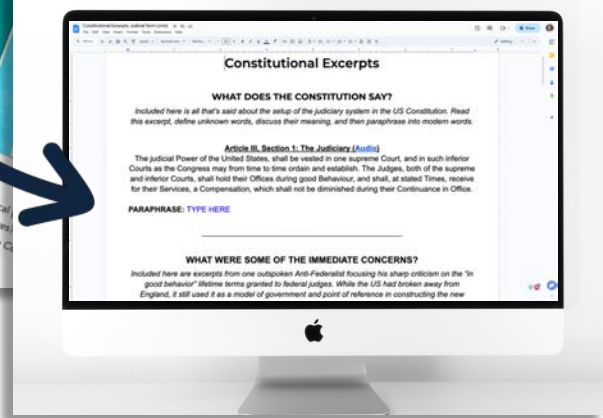 Constitutional Excerpts
WHAT DOES THE CONSTITUTION SAY?
Included here is all that's said about the setup of the judiciary system in the US Constitution. Read
this excerpt, define unknown words, discuss their meaning, and then paraphrase into modern words.
Article III, Section 1: The Judiciary (Audio)
The judicial Power of the United States, shall be vested in one supreme Court, and in such inferior
Courts as the Congress may from time to time ordain and establish. The Judges, both of the supreme
and inferior Courts, shall hold their Offices during good Behaviour, and shall, at stated Times, receive
for their Services, a Compensation, which shall not be diminished during their Continuance in Office.
PARAPHRASE: TYPE HERE
WHAT WERE SOME OF THE IMMEDIATE CONCERNS?
Included here are excerpts from one outspoken Anti-Federalist focusing his sharp criticism on the "in
good behavior" lifetime terms granted to federal judges. While the US had broken away from
England, it still used it as a model of government and point of reference in constructing the new